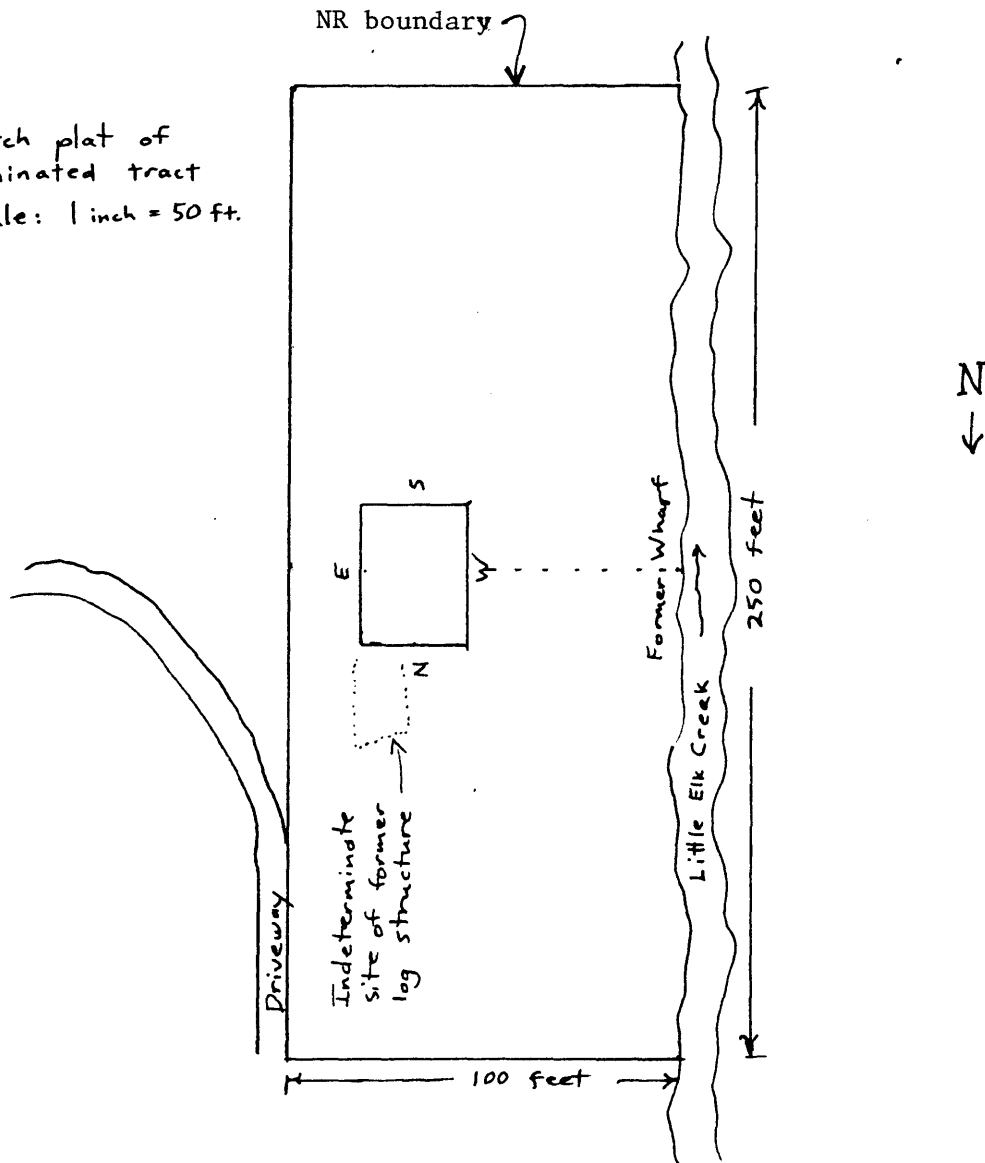 NR boundary
ch plat of
inated tract
le: 1 inch = 50 ft.
N
S
E
W
N
Former Wharf
250 feet
Little Elk Creak
Indeterminate
site of former
log structure
Driveway
100 feet